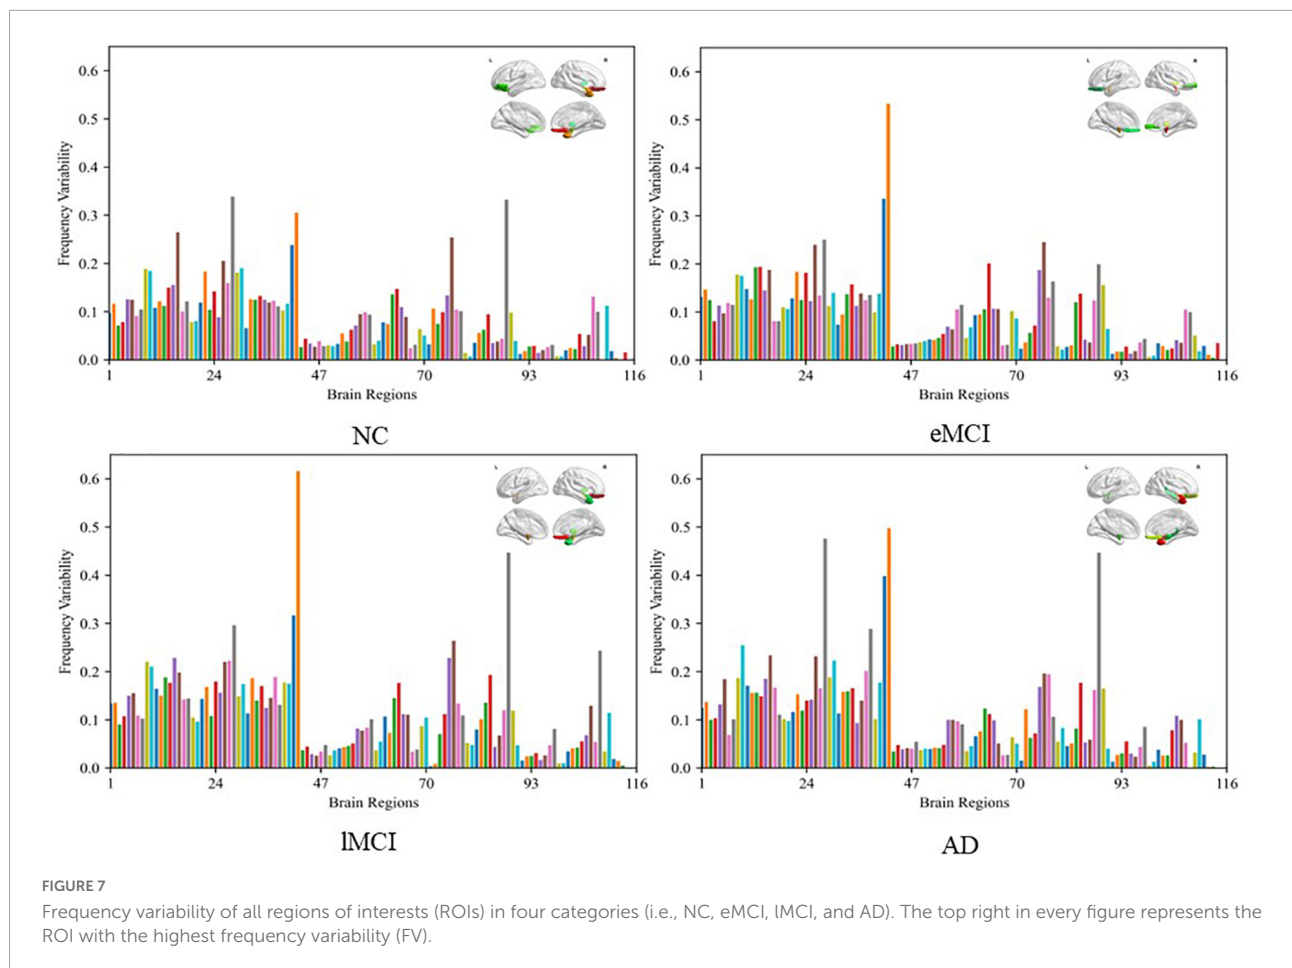 L R
0.6
0.5
0.4
0.3
0.2
0.1
0.0
Frequency Variability
1 24 47 70 93 116
Brain Regions
NC
L R
0.6
0.5
0.4
0.3
0.2
0.1
0.0
Frequency Variability
1 24 47 70 93 116
Brain Regions
eMCI
L R
0.6
0.5
0.4
0.3
0.2
0.1
0.0
Frequency Variability
1 24 47 70 93 116
Brain Regions
lMCI
L R
0.6
0.5
0.4
0.3
0.2
0.1
0.0
Frequency Variability
1 24 47 70 93 116
Brain Regions
AD
FIGURE 7
Frequency variability of all regions of interests (ROIs) in four categories (i.e., NC, eMCI, lMCI, and AD). The top right in every figure represents the
ROI with the highest frequency variability (FV).